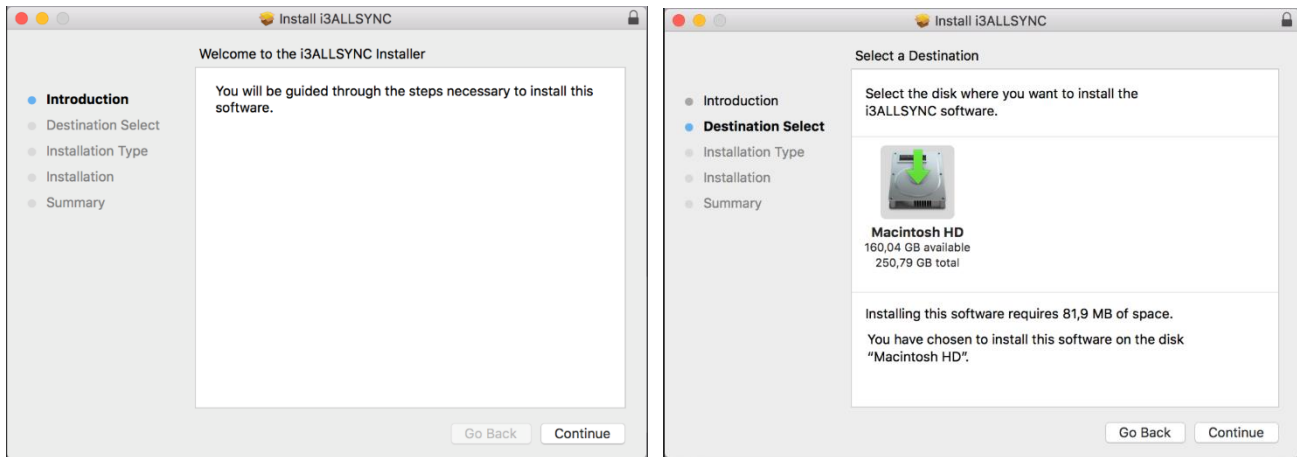 Install i3ALLSYNC
Welcome to the i3ALLSYNC Installer
Introduction
Destination Select
Installation Type
Installation
Summary
You will be guided through the steps necessary to install this
software.
Go Back
Continue
Install i3ALLSYNC
Select a Destination
Introduction
Destination Select
Installation Type
Installation
Summary
Select the disk where you want to install the
i3ALLSYNC software.
Macintosh HD
160,04 GB available
250,79 GB total
Installing this software requires 81,9 MB of space.
You have chosen to install this software on the disk
“Macintosh HD”.
Go Back
Continue